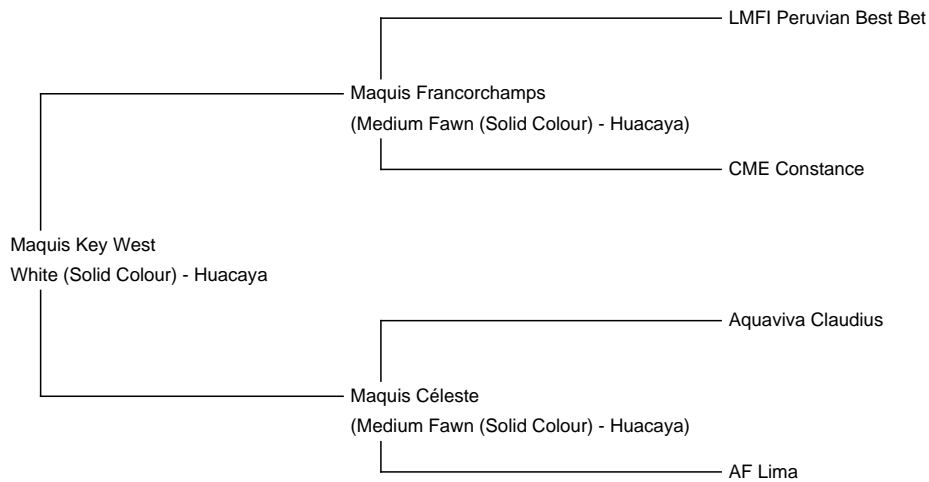 LMFI Peruvian Best Bet
Maquis Francorchamps
(Medium Fawn (Solid Colour) - Huacaya)
CME Constance
Maquis Key West
White (Solid Colour) - Huacaya
Aquaviva Claudius
Maquis Céleste
(Medium Fawn (Solid Colour) - Huacaya)
AF Lima